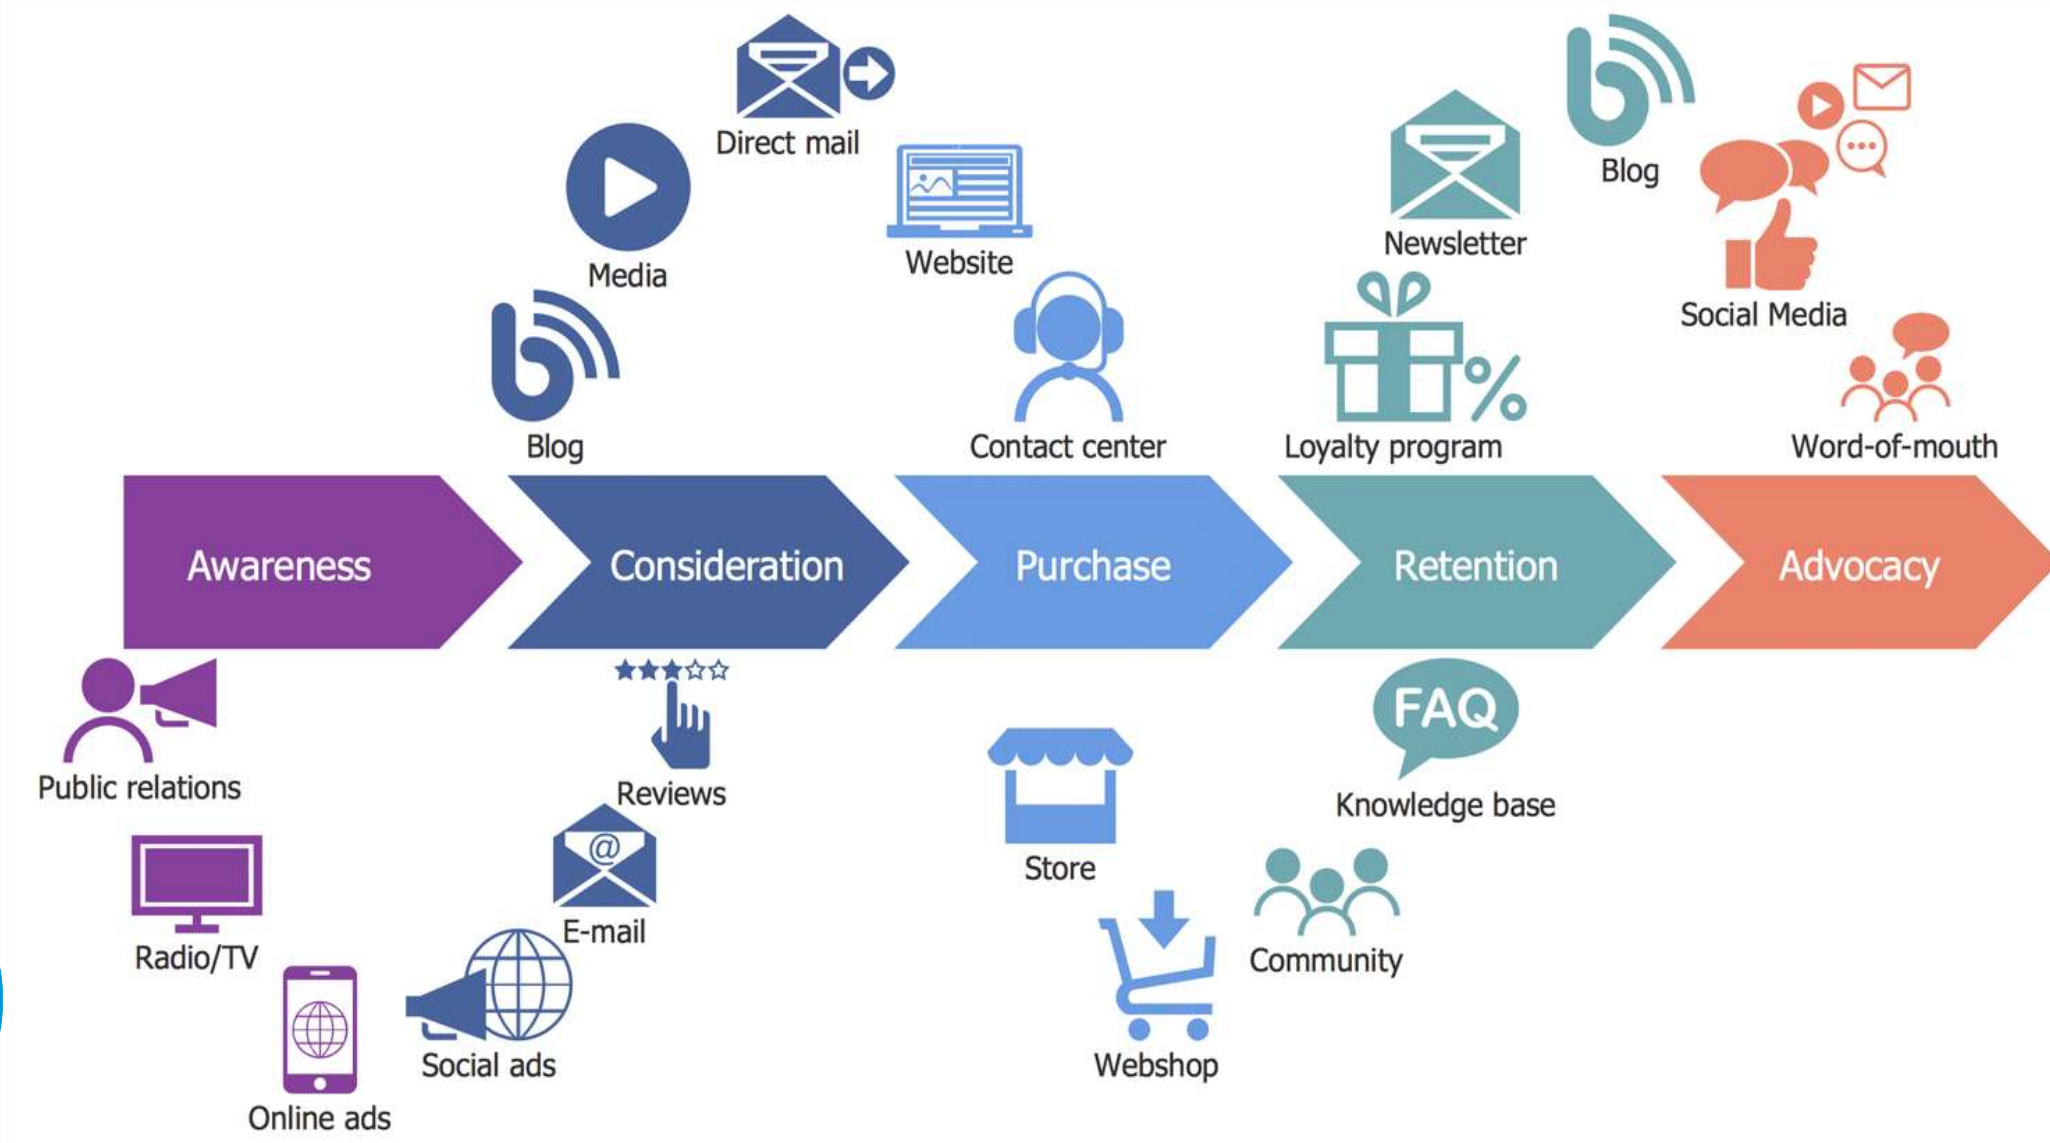 Direct mail
Blog
Media
Website
Newsletter
Social Media
Blog
Contact center
Loyalty program
Word-of-mouth
Awareness
Consideration
Purchase
Retention
Advocacy
FAQ
Public relations
Reviews
Knowledge base
@
Store
E-mail
Radio/TV
Community
Social ads
Webshop
Online ads